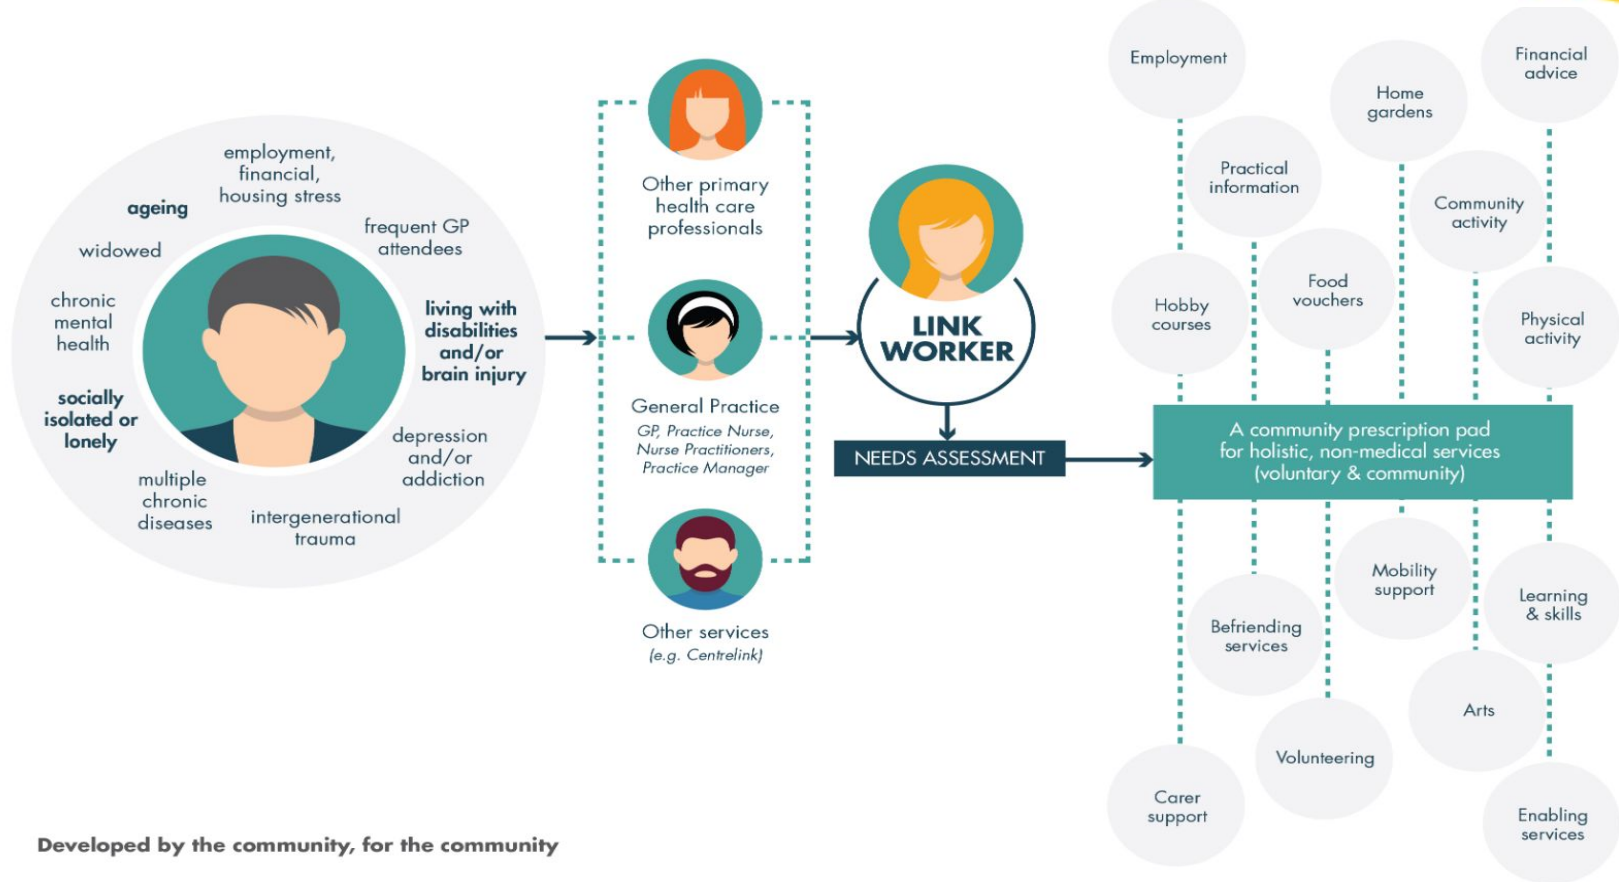 employment,
financial,
housing stress
ageing
frequent GP
attendees
widowed
chronic
mental
health
living with
disabilities
and/or
brain injury
socially
isolated or
lonely
depression
and/or
addiction
multiple
chronic
diseases
intergenerational
trauma
Other primary
health care
professionals
General Practice
GP, Practice Nurse,
Nurse Practitioners,
Practice Manager
Other services
(e.g. Centrelink)
LINK
WORKER
NEEDS ASSESSMENT
Employment
Financial
advice
Home
gardens
Practical
information
Community
activity
Food
vouchers
Hobby
courses
Physical
activity
A community prescription pad
for holistic, non-medical services
(voluntary & community)
Mobility
support
Learning
& skills
Befriending
services
Arts
Volunteering
Carer
support
Enabling
services
Developed by the community, for the community